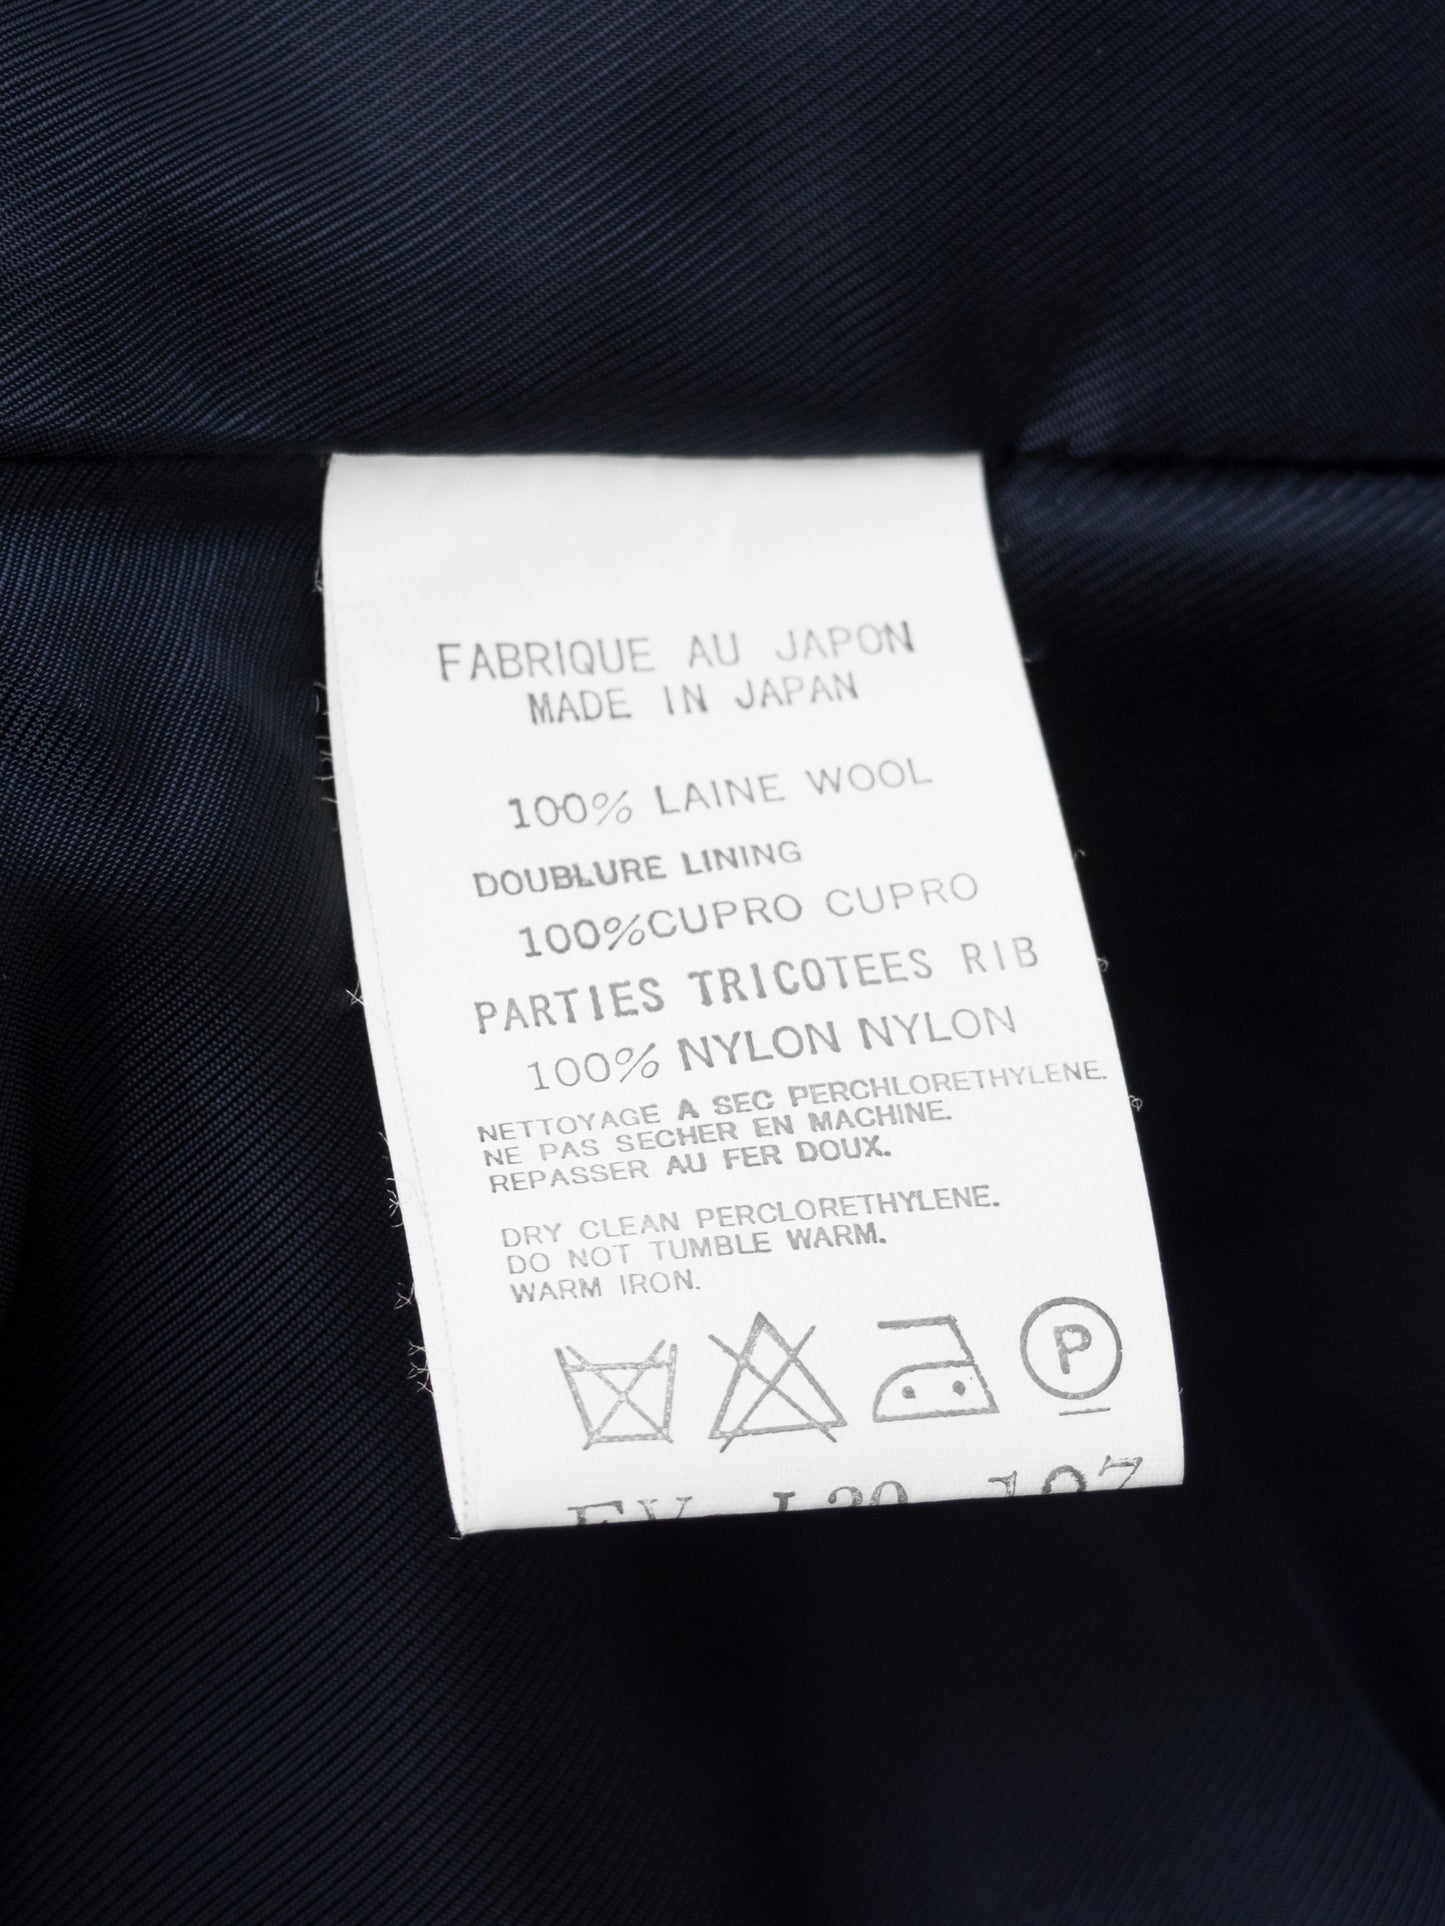 FABRIQUE AU JAPON
MADE IN JAPAN
100% LAINE WOOL
DOUBLURE LINING
100%CUPRO CUPRO
PARTIES TRICOTEES RIB
100% NYLON NYLON
NETTOYAGE A SEC PERCHLORETHYLENE.
NE PAS SECHER EN MACHINE.
REPASSER AU FER DOUX.
DRY CLEAN PERCLORETHYLENE.
DO NOT TUMBLE WARM.
WARM IRON.
P